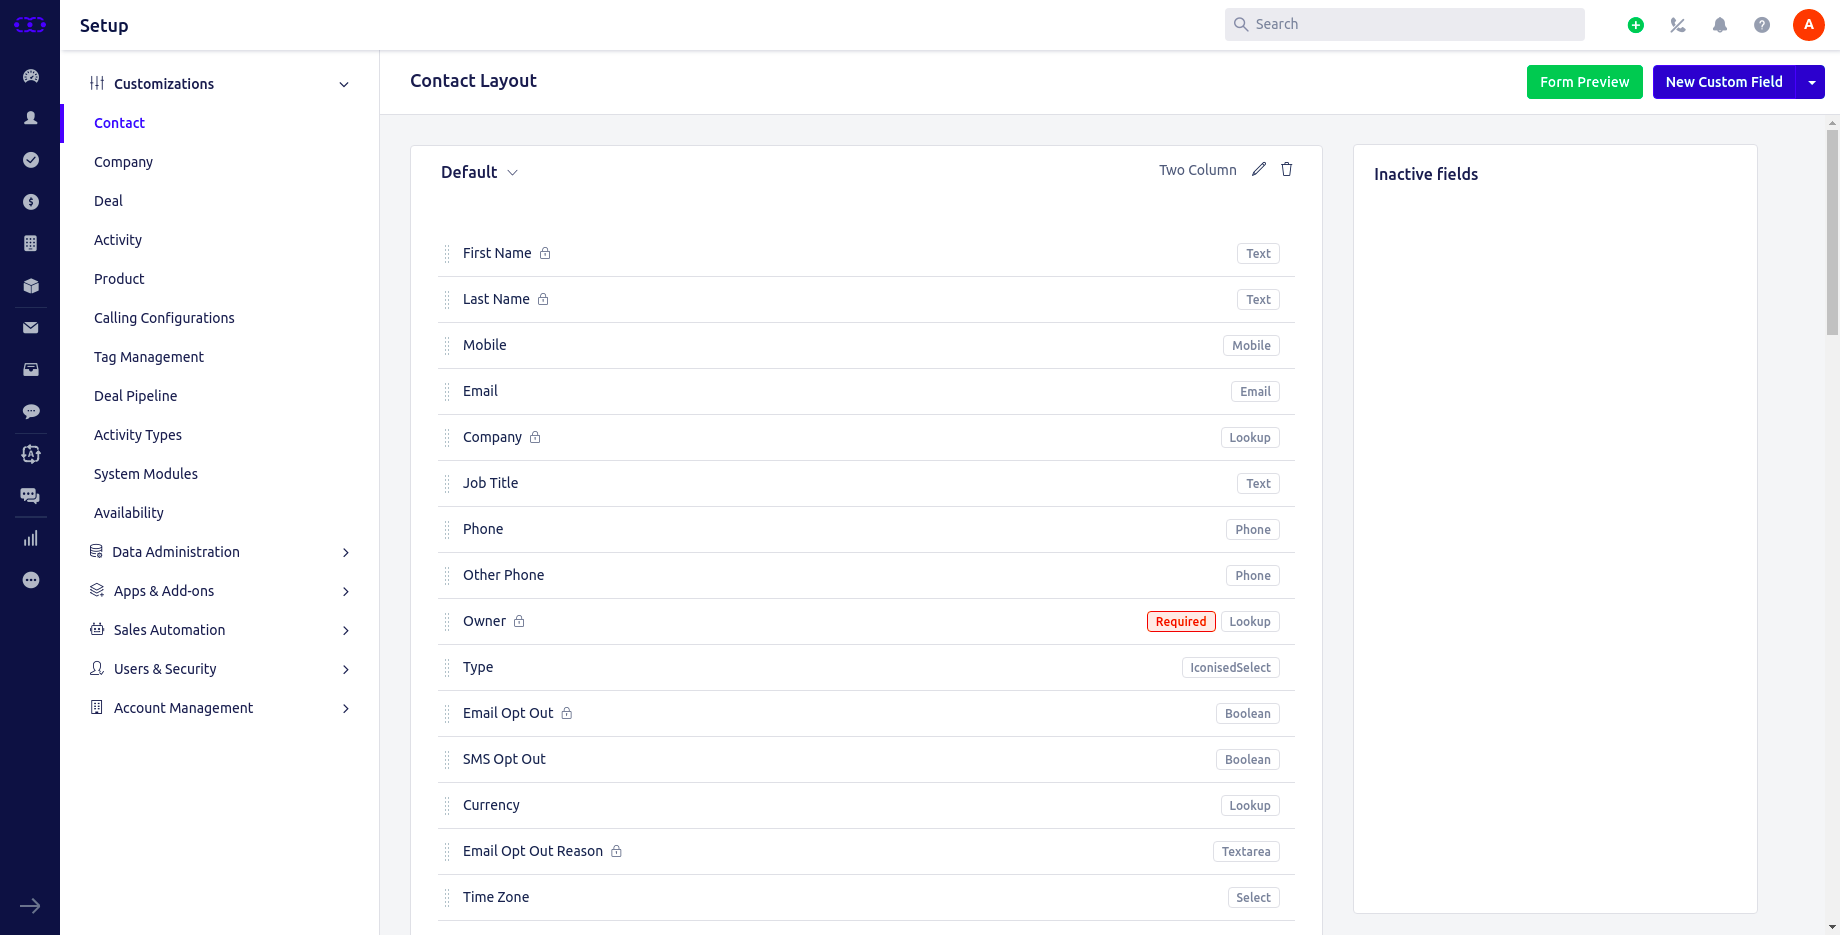 Setup
Search
A
Customizations
Contact
Company
Deal
Activity
Product
Calling Configurations
Tag Management
Deal Pipeline
Activity Types
System Modules
Availability
Data Administration
Apps & Add-ons
Sales Automation
Users & Security
Account Management
Contact Layout
Form Preview
New Custom Field
Default
Two Column
First Name
Text
Last Name
Text
Mobile
Mobile
Email
Email
Company
Lookup
Job Title
Text
Phone
Phone
Other Phone
Phone
Owner
Required
Lookup
Type
IconisedSelect
Email Opt Out
Boolean
SMS Opt Out
Boolean
Currency
Lookup
Email Opt Out Reason
Textarea
Time Zone
Select
Inactive fields